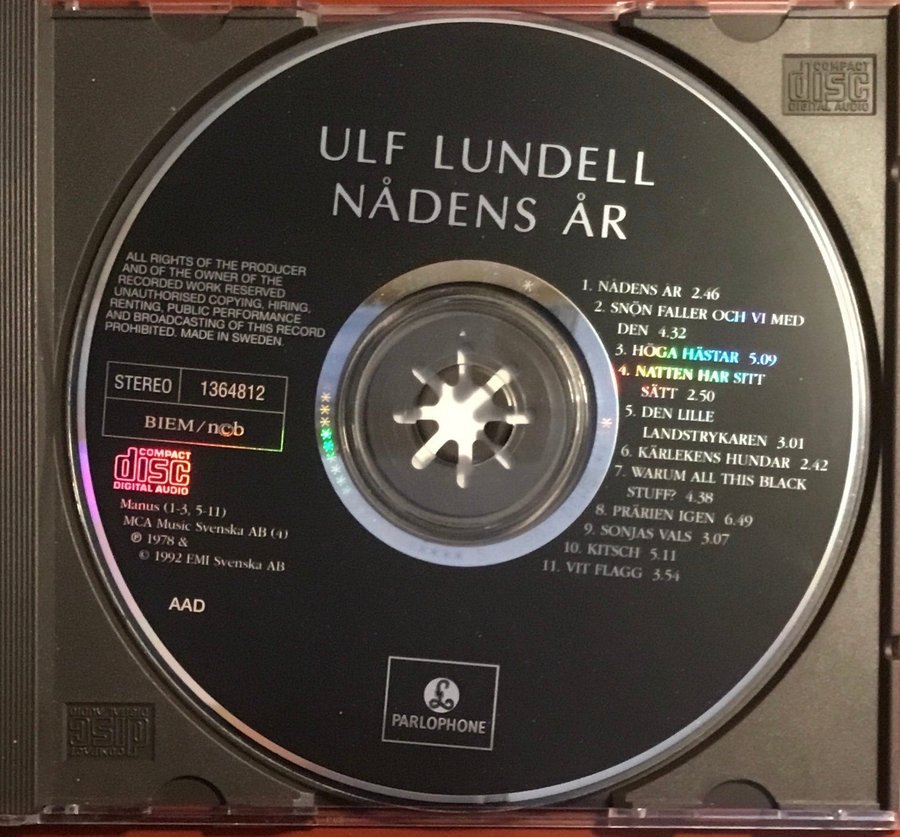 COMPACT
disc
DIGITAL AUDIO
ULF LUNDELL
NÅDENS ÅR
ALL RIGHTS OF THE PRODUCER
AND OF THE OWNER OF THE
RECORDED WORK RESERVED
UNAUTHORISED COPYING, HIRING,
RENTING, PUBLIC PERFORMANCE
AND BROADCASTING OF THIS RECORD
PROHIBITED. MADE IN SWEDEN.
STEREO 1364812
BIEM/n©b
COMPACT
disc
DIGITAL AUDIO
Manus (1-3, 5-11)
MCA Music Svenska AB (4)
℗ 1978 &
© 1992 EMI Svenska AB
AAD
1. NÅDENS ÅR 2.46
2. SNÖN FALLER OCH VI MED
DEN 4.32
3. HÖGA HÄSTAR 5.09
4. NATTEN HAR SITT
SÄTT 2.50
5. DEN LILLE
LANDSTRYKAREN 3.01
6. KÄRLEKENS HUNDAR 2.42
7. WARUM ALL THIS BLACK
STUFF? 4.38
8. PRÄRIEN IGEN 6.49
9. SONJAS VALS 3.07
10. KITSCH 5.11
11. VIT FLAGG 3.54
£
PARLOPHONE
COMPACT
disc
DIGITAL AUDIO